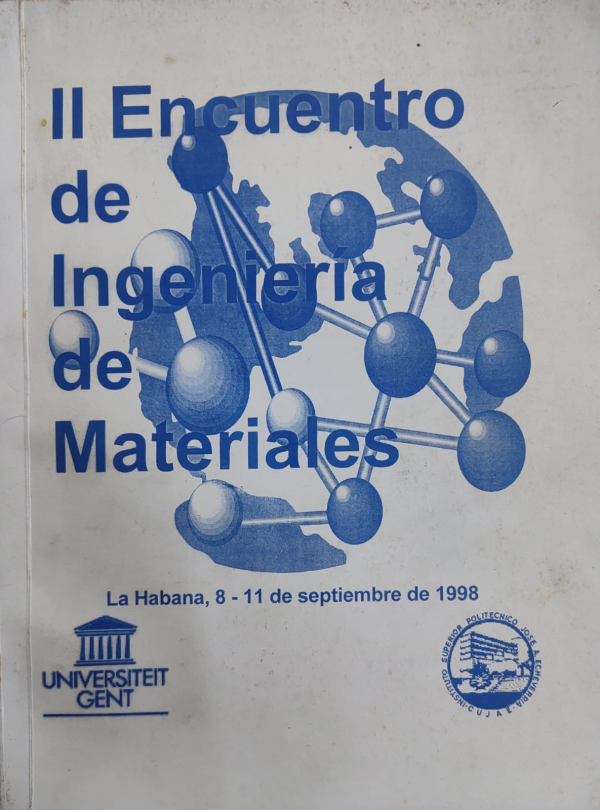 II Encuentro
de
Ingeniería
de
Materiales
La Habana, 8 - 11 de septiembre de 1998
UNIVERSITEIT
GENT
INSTITUTO SUPERIOR POLITECNICO JOSE A. ECHEVERRIA
C U J A E